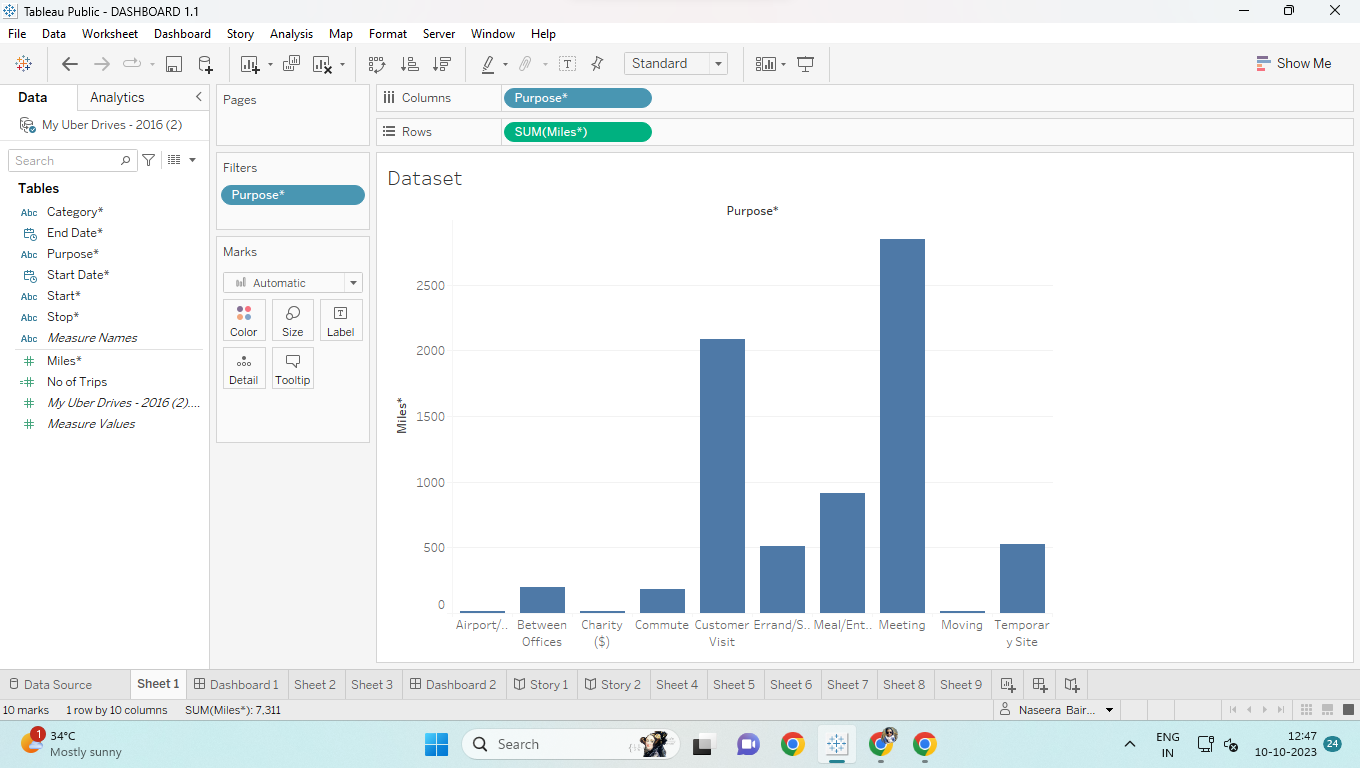 Tableau Public - DASHBOARD 1.1
File Data Worksheet Dashboard Story Analysis Map Format Server Window Help
Standard
Show Me
Data Analytics
My Uber Drives - 2016 (2)
Search
Tables
Abc Category*
End Date*
Abc Purpose*
Start Date*
Abc Start*
Abc Stop*
Abc Measure Names
Miles*
No of Trips
My Uber Drives - 2016 (2)....
Measure Values
Pages
Filters
Purpose*
Marks
Automatic
Color Size Label
Detail Tooltip
Columns Purpose*
Rows SUM(Miles*)
Dataset
Purpose*
Miles*
2500
2000
1500
1000
500
0
Airport/.. Between Offices Charity ($) Commute Customer Visit Errand/S.. Meal/Ent.. Meeting Moving Temporar y Site
Data Source Sheet 1 Dashboard 1 Sheet 2 Sheet 3 Dashboard 2 Story 1 Story 2 Sheet 4 Sheet 5 Sheet 6 Sheet 7 Sheet 8 Sheet 9
10 marks 1 row by 10 columns SUM(Miles*): 7,311 Naseera Bair...
1 34°C
Mostly sunny
Search
ENG
IN
12:47
10-10-2023
24